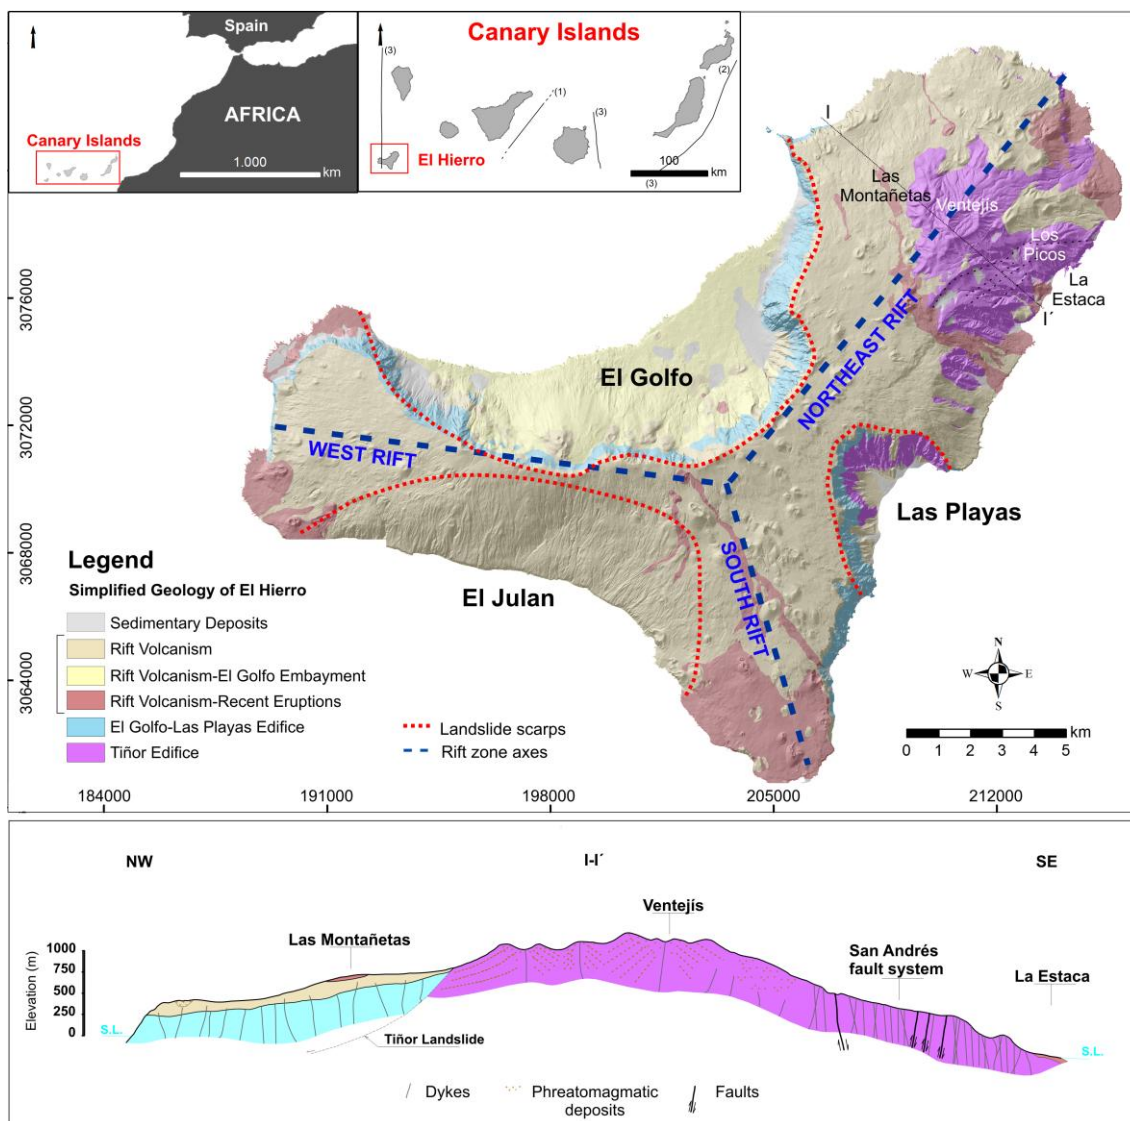 Spain
AFRICA
Canary Islands
1.000
km
Canary Islands
(3)
(1)
(2)
(3)
El Hierro
100
km
(3)
I
Las
Montañetas
Ventejís
Los
Picos
La
Estaca
I´
3076000
3072000
3068000
3064000
El Golfo
NORTHEAST RIFT
WEST RIFT
SOUTH RIFT
Las Playas
El Julan
Legend
Simplified Geology of El Hierro
Sedimentary Deposits
Rift Volcanism
Rift Volcanism-El Golfo Embayment
Rift Volcanism-Recent Eruptions
El Golfo-Las Playas Edifice
Tiñor Edifice
Landslide scarps
Rift zone axes
N
W E
S
km
0 1 2 3 4 5
184000 191000 198000 205000 212000
NW I-I´ SE
Ventejís
Las Montañetas
San Andrés
fault system
La Estaca
Elevation (m)
1000
750
500
250
0
S.L.
S.L.
Tiñor Landslide
Dykes
Phreatomagmatic
deposits
Faults